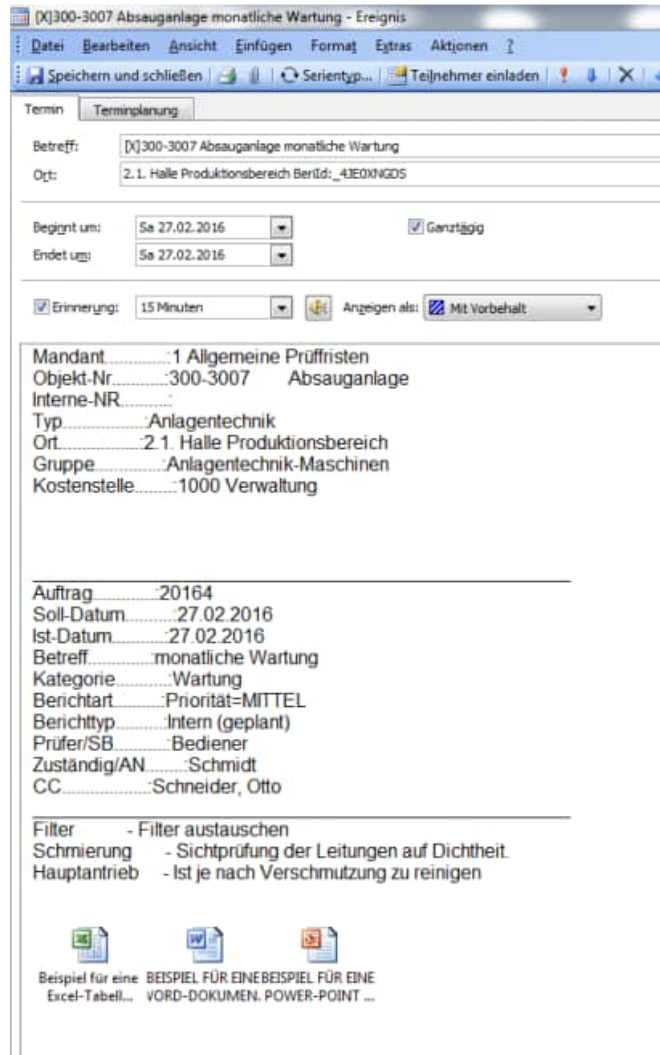 [X]300-3007 Absauganlage monatliche Wartung - Ereignis
Datei Bearbeiten Ansicht Einfügen Format Extras Aktionen ?
Speichern und schließen Serientyp... Teilnehmer einladen
Termin Terminplanung
Betreff: [X]300-3007 Absauganlage monatliche Wartung
Ort: 2.1. Halle Produktionsbereich BeriId:_4JE0XNGDS
Beginnt um: Sa 27.02.2016 Ganztägig
Endet um: Sa 27.02.2016
Erinnerung: 15 Minuten Anzeigen als: Mit Vorbehalt
Mandant..............:1 Allgemeine Prüffristen
Objekt-Nr............:300-3007 Absauganlage
Interne-NR...........:
Typ..................:Anlagentechnik
Ort..................:2.1. Halle Produktionsbereich
Gruppe...............:Anlagentechnik-Maschinen
Kostenstelle.........:1000 Verwaltung
Auftrag..............:20164
Soll-Datum...........:27.02.2016
Ist-Datum............:27.02.2016
Betreff..............:monatliche Wartung
Kategorie............:Wartung
Berichtart...........:Priorität=MITTEL
Berichttyp...........:Intern (geplant)
Prüfer/SB............:Bediener
Zuständig/AN.........:Schmidt
CC...................:Schneider, Otto
Filter - Filter austauschen
Schmierung - Sichtprüfung der Leitungen auf Dichtheit.
Hauptantrieb - Ist je nach Verschmutzung zu reinigen
Beispiel für eine BEISPIEL FÜR EINE BEISPIEL FÜR EINE
Excel-Tabell... WORD-DOKUMEN. POWER-POINT ...